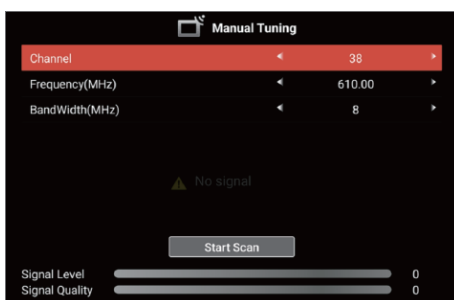 Manual Tuning
Channel 38
Frequency(MHz) 610.00
BandWidth(MHz) 8
No signal
Start Scan
Signal Level 0
Signal Quality 0